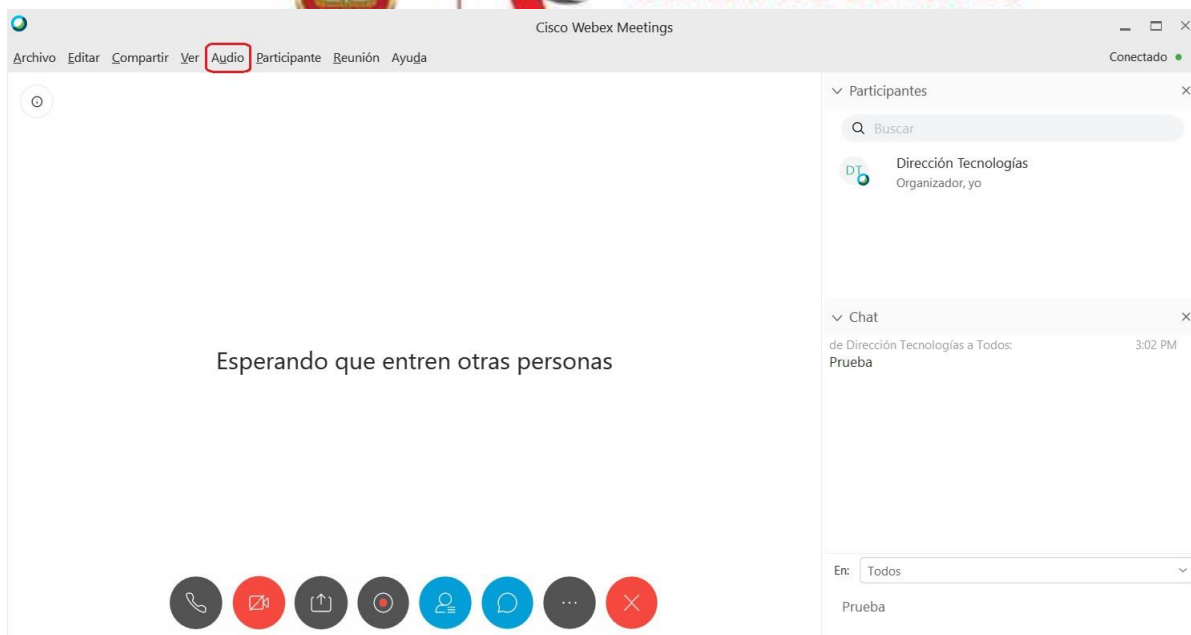 Cisco Webex Meetings
Archivo Editar Compartir Ver Audio Participante Reunión Ayuda
Conectado
Participantes
Buscar
DT
Dirección Tecnologías
Organizador, yo
Esperando que entren otras personas
Chat
de Dirección Tecnologías a Todos: 3:02 PM
Prueba
En: Todos
Prueba